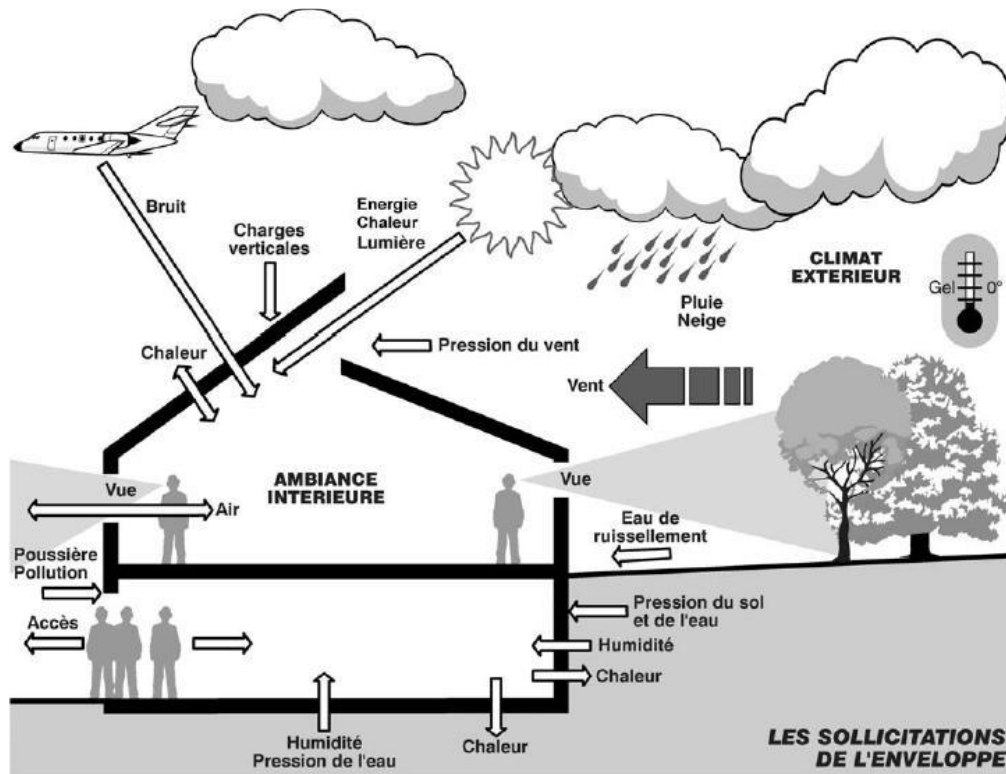 Bruit
Energie
Chaleur
Lumière
Charges
verticales
CLIMAT
EXTERIEUR
Gel
0°
Pluie
Neige
Chaleur
Pression du vent
Vent
Vue
AMBIANCE
INTERIEURE
Vue
Air
Eau de
ruissellement
Poussière
Pollution
Pression du sol
et de l'eau
Accès
Humidité
Chaleur
Humidité
Pression de l'eau
Chaleur
LES SOLLICITATIONS
DE L'ENVELOPPE